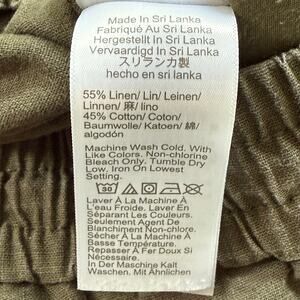 Made In Sri Lanka
Fabriqué Au Sri Lanka
Hergestellt In Sri Lanka
Vervaardigd In Sri Lanka
スリランカ製
hecho en sri lanka
55% Linen/ Lin/ Leinen/
Linnen/ 麻/ lino
45% Cotton/ Coton/
Baumwolle/ Katoen/ 綿/
algodón
Machine Wash Cold, With
Like Colors. Non-chlorine
Bleach Only. Tumble Dry
Low. Iron On Lowest
Setting.
30
Laver À La Machine À
L'eau Froide. Laver En
Séparant Les Couleurs.
Seulement Agent De
Blanchiment Non-chloré.
Sécher À La Machine À
Basse Température.
Repasser À Fer Doux Si
Nécessaire
In Der Maschine Kalt
Waschen. Mit Ähnlichen